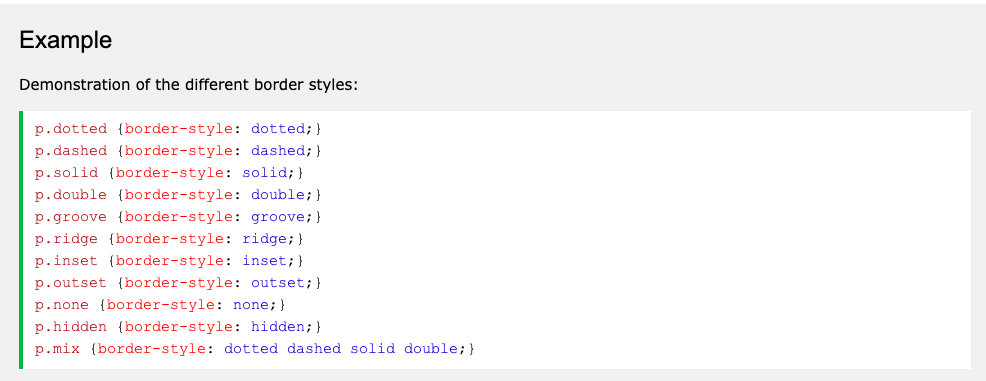 Example
Demonstration of the different border styles:
p.dotted {border-style: dotted;}
p.dashed {border-style: dashed;}
p.solid {border-style: solid;}
p.double {border-style: double;}
p.groove {border-style: groove;}
p.ridge {border-style: ridge;}
p.inset {border-style: inset;}
p.outset {border-style: outset;}
p.none {border-style: none;}
p.hidden {border-style: hidden;}
p.mix {border-style: dotted dashed solid double;}